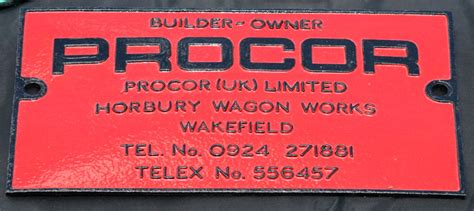 BUILDER - OWNER
PROCOR
PROCOR (UK) LIMITED
HORBURY WAGON WORKS
WAKEFIELD
TEL. No. 0924 271881
TELEX No. 556457